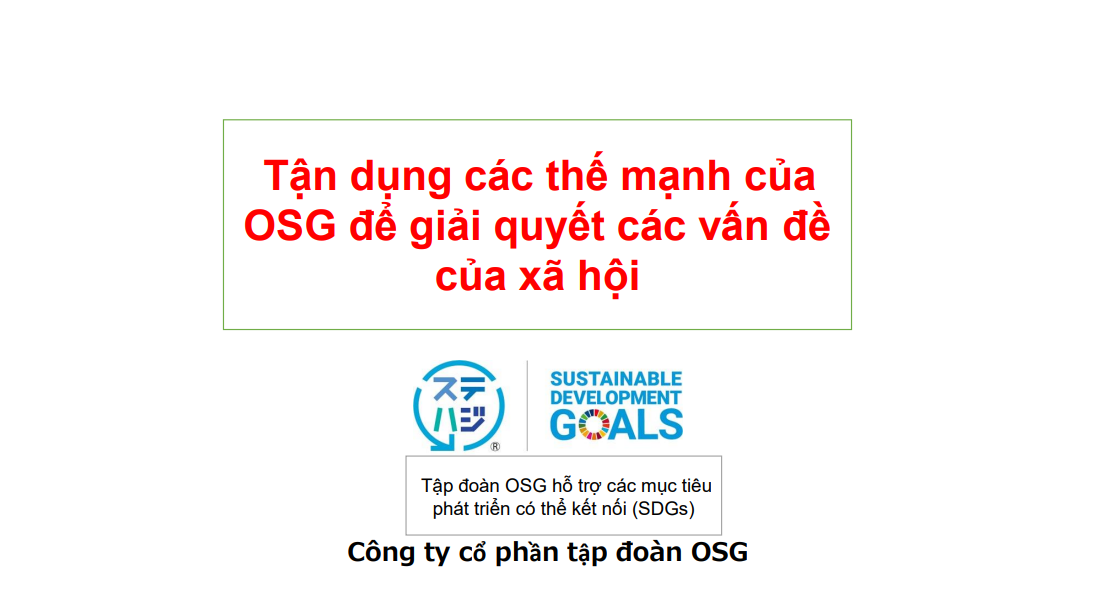 Tận dụng các thế mạnh của
OSG để giải quyết các vấn đề
của xã hội
ステ
ハジ
®
SUSTAINABLE
DEVELOPMENT
GOALS
Tập đoàn OSG hỗ trợ các mục tiêu
phát triển có thể kết nối (SDGs)
Công ty cổ phần tập đoàn OSG